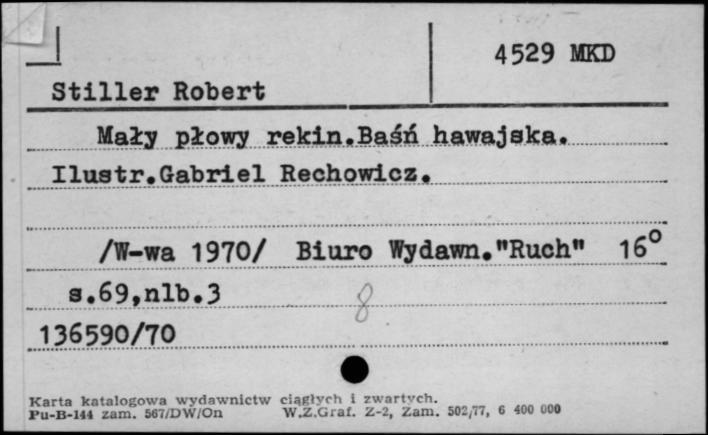 4529 MKD
Stiller Robert
Mały płowy rekin.Baśń hawajska.
Ilustr.Gabriel Rechowicz.
/W-wa 1970/ Biuro Wydawn."Ruch" 16°
s.69,nlb.3
8
136590/70
Karta katalogowa wydawnictw ciągłych i zwartych.
Pu-B-144 zam. 567/DW/On W.Z.Graf. Z-2, Zam. 502/77, 6 400 000